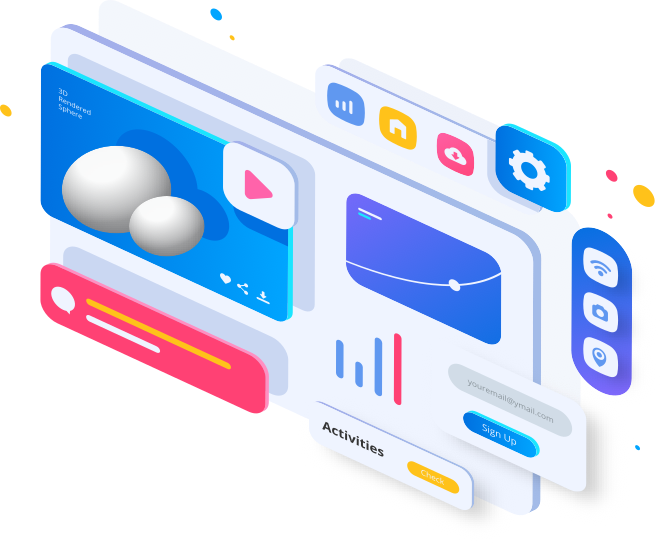 3D
Rendered
Sphere
youremail@ymail.com
Sign Up
Activities
Check